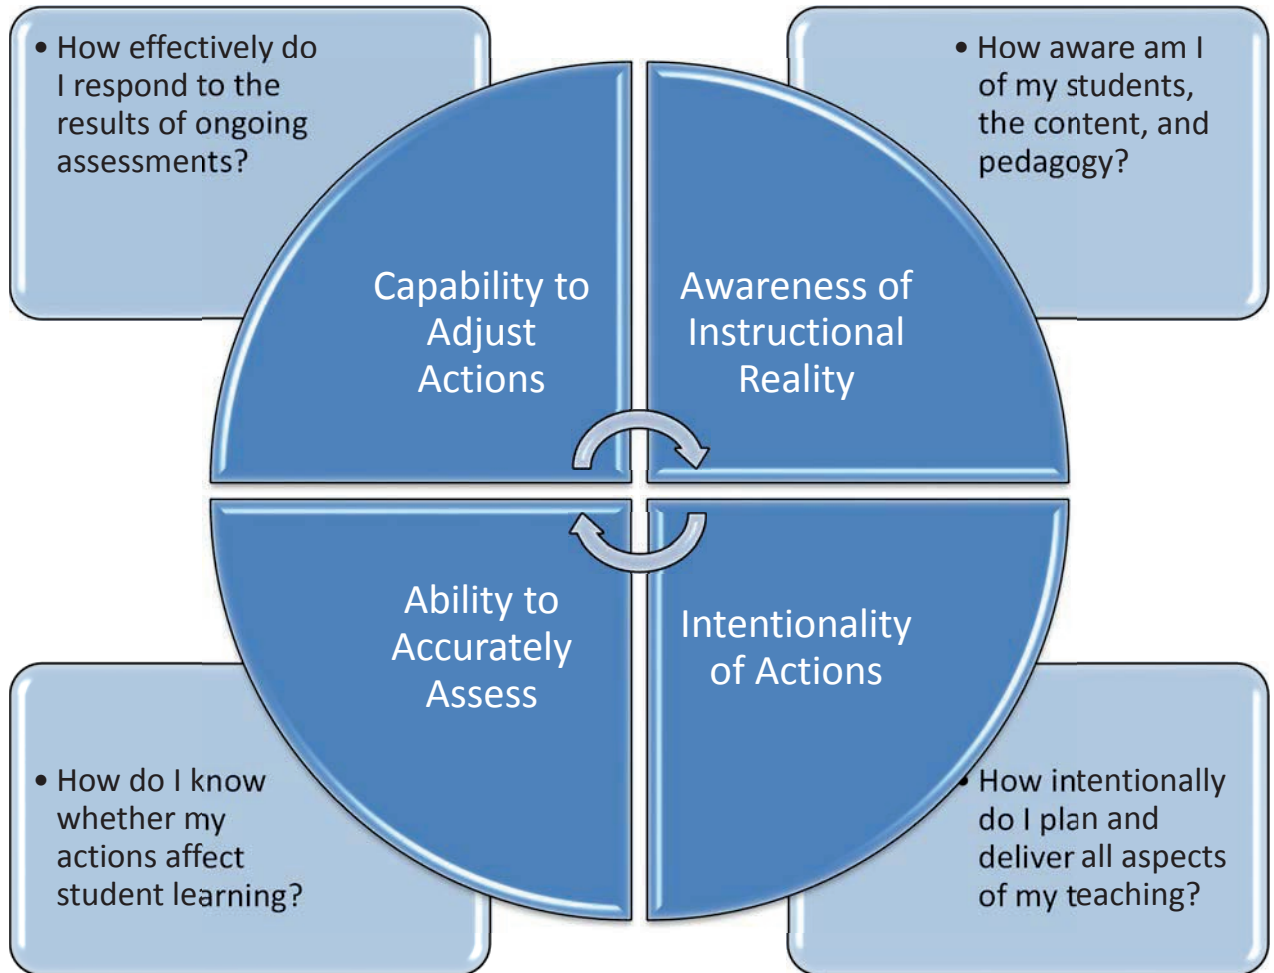 • How effectively do
I respond to the
results of ongoing
assessments?
• How aware am I
of my students,
the content, and
pedagogy?
Capability to
Adjust
Actions
Awareness of
Instructional
Reality
Ability to
Accurately
Assess
Intentionality
of Actions
• How do I know
whether my
actions affect
student learning?
• How intentionally
do I plan and
deliver all aspects
of my teaching?